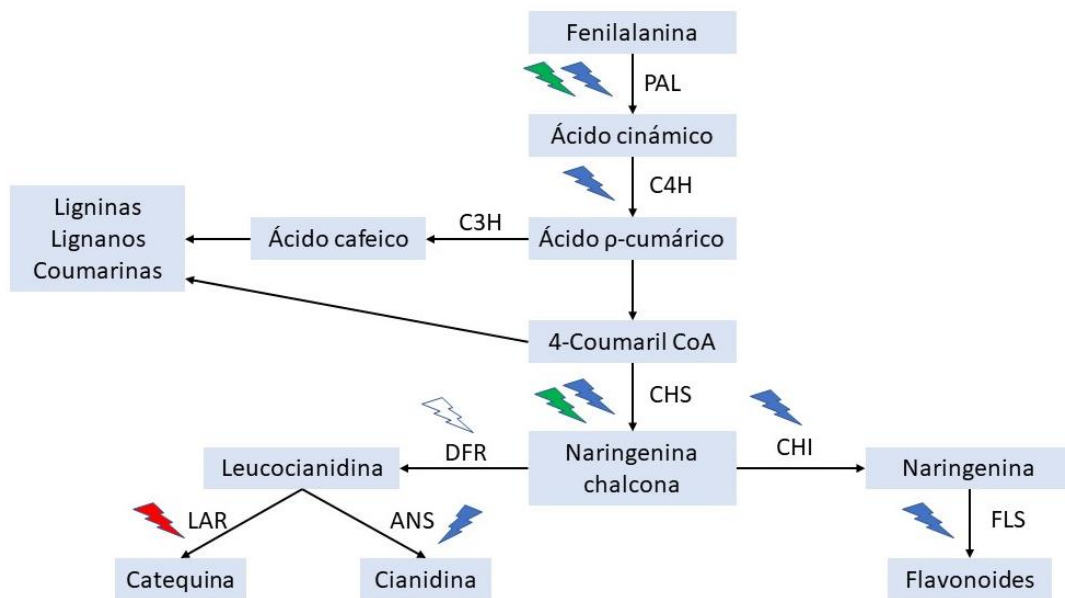 Fenilalanina
PAL
Ácido cinámico
C4H
Ligninas
Lignanos
Coumarinas
Ácido cafeico
C3H
Ácido ρ-cumárico
4-Coumaril CoA
CHS
Leucocianidina
DFR
Naringenina
chalcona
CHI
Naringenina
LAR
ANS
FLS
Catequina
Cianidina
Flavonoides